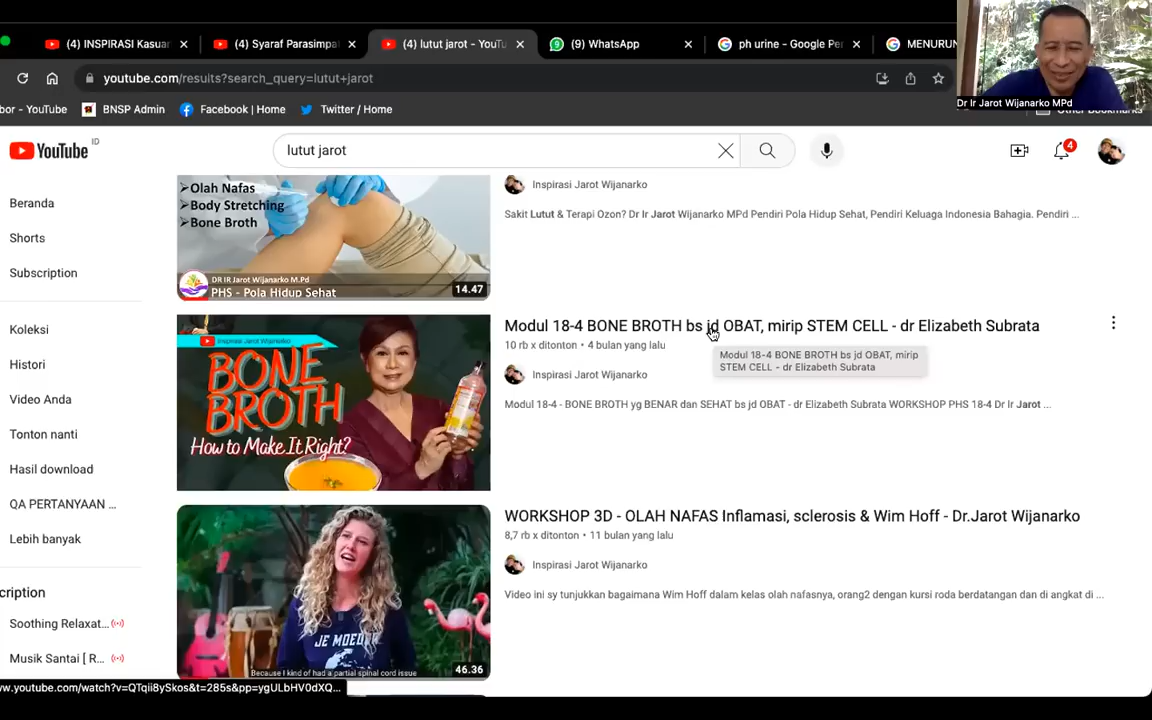 (4) INSPIRASI Kasuar
(4) Syaraf Parasimpa
(4) lutut jarot - YouTu
(9) WhatsApp
ph urine - Google Pe
MENURUN
youtube.com/results?search_query=lutut+jarot
Dr Ir Jarot Wijanarko MPd
bor - YouTube
BNSP Admin
Facebook | Home
Twitter / Home
Other Bookmarks
YouTube ID
lutut jarot
4
Beranda
Shorts
Subscription
Koleksi
Histori
Video Anda
Tonton nanti
Hasil download
QA PERTANYAAN ...
Lebih banyak
cription
Soothing Relaxat...
Musik Santai [ R...
➢Olah Nafas
➢Body Stretching
➢Bone Broth
DR IR Jarot Wijanarko M.Pd
PHS - Pola Hidup Sehat
14.47
Inspirasi Jarot Wijanarko
Sakit Lutut & Terapi Ozon? Dr Ir Jarot Wijanarko MPd Pendiri Pola Hidup Sehat, Pendiri Keluaga Indonesia Bahagia. Pendiri ...
Inspirasi Jarot Wijanarko
BONE
BROTH
How to Make It Right?
Modul 18-4 BONE BROTH bs jd OBAT, mirip STEM CELL - dr Elizabeth Subrata
10 rb x ditonton • 4 bulan yang lalu
Modul 18-4 BONE BROTH bs jd OBAT, mirip
STEM CELL - dr Elizabeth Subrata
Inspirasi Jarot Wijanarko
Modul 18-4 - BONE BROTH yg BENAR dan SEHAT bs jd OBAT - dr Elizabeth Subrata WORKSHOP PHS 18-4 Dr Ir Jarot ...
JE MOEDER
Because I kind of had a partial spinal cord issue
46.36
WORKSHOP 3D - OLAH NAFAS Inflamasi, sclerosis & Wim Hoff - Dr.Jarot Wijanarko
8,7 rb x ditonton • 11 bulan yang lalu
Inspirasi Jarot Wijanarko
Video ini sy tunjukkan bagaimana Wim Hoff dalam kelas olah nafasnya, orang2 dengan kursi roda berdatangan dan di angkat di ...
ww.youtube.com/watch?v=QTqii8ySkos&t=285s&pp=ygULbHV0dXQ...